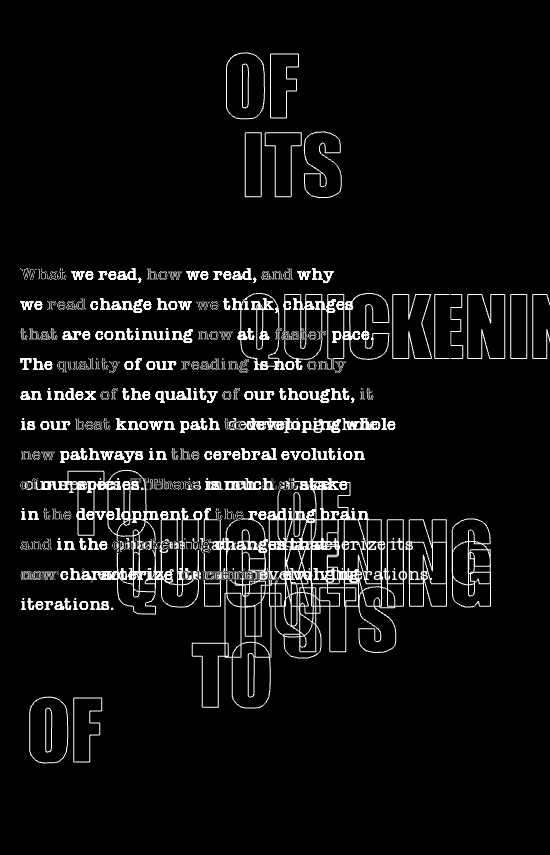 OF
ITS
What we read, how we read, and why
we read change how we think, changes
QUICKENIN
that are continuing now at a faster pace.
The quality of our reading is not only
an index of the quality of our thought, it
is our best known path to developing whole
new pathways in the cerebral evolution
of our species. There is much at stake
TO OF
in the development of the reading brain
and in the quickening changes that
QUICKENING
now characterize its evolving iterations.
iterations.
ITS
TO
OF